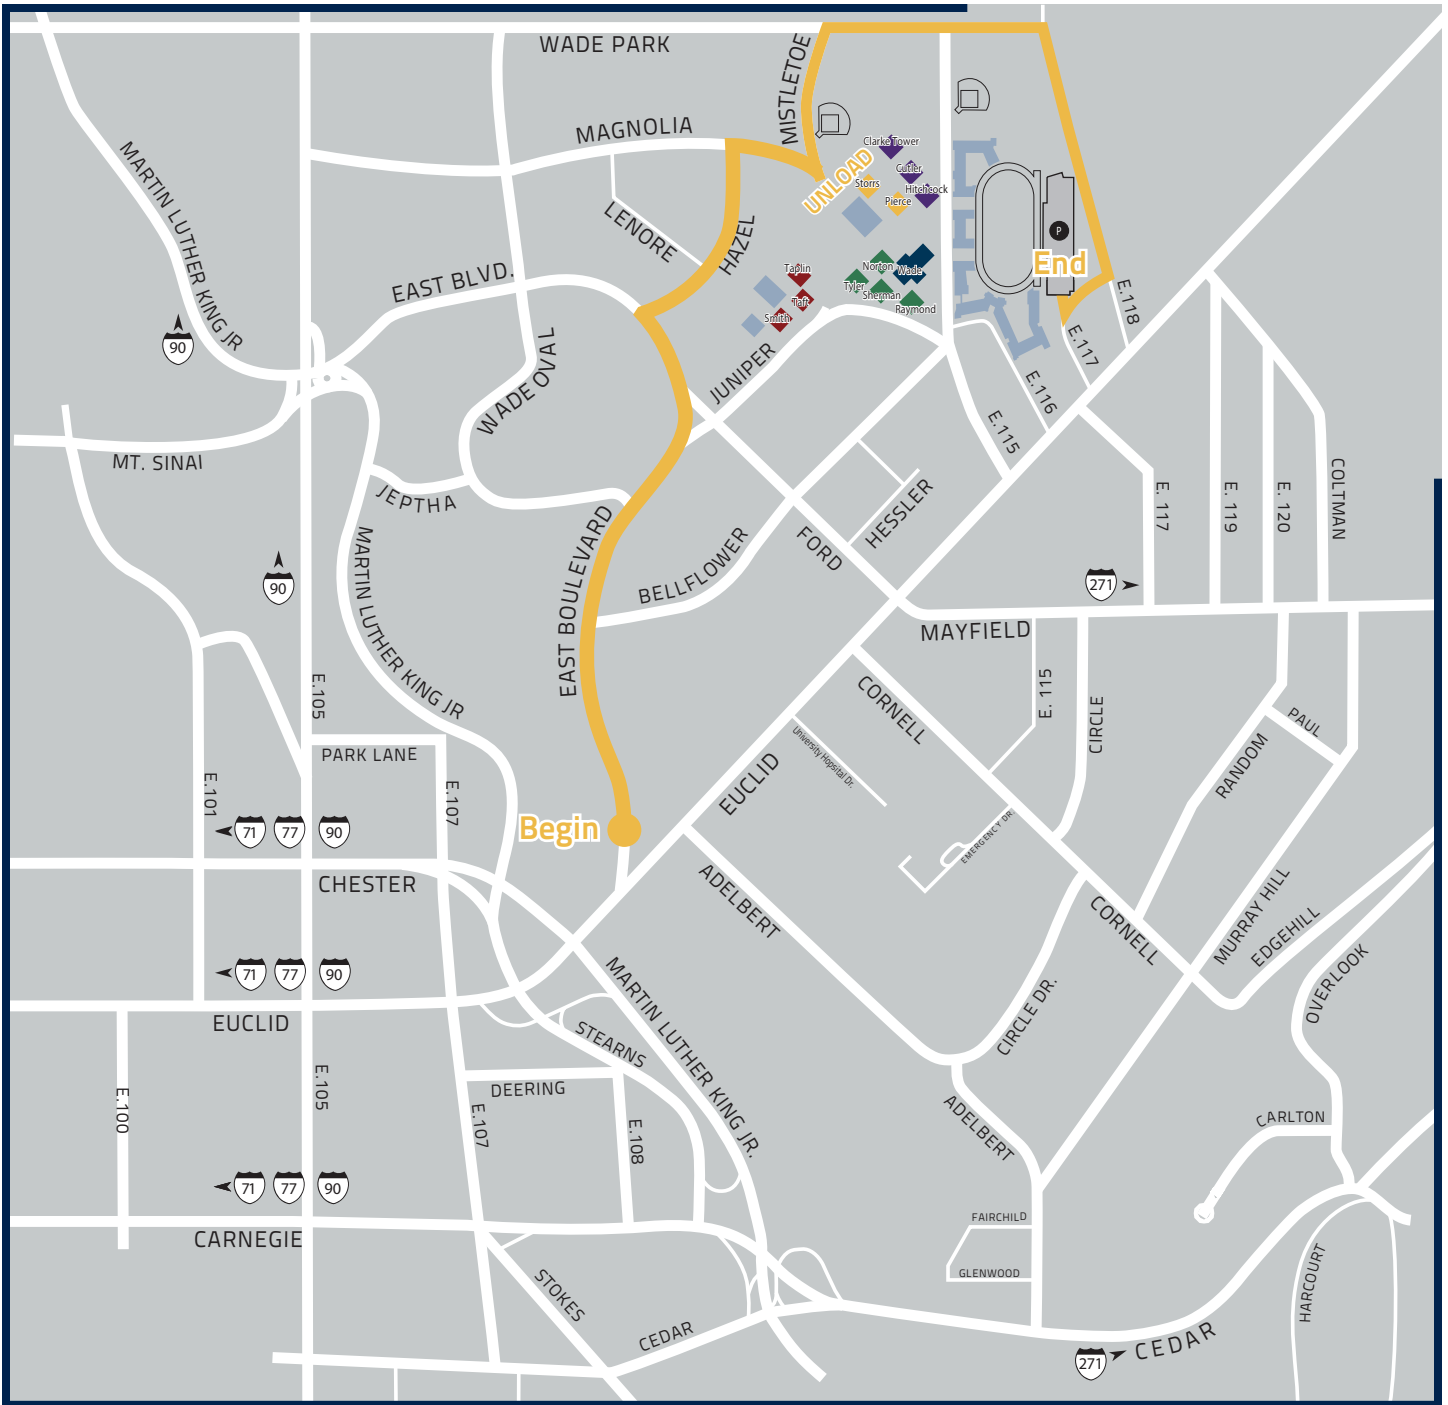 WADE PARK
MISTLETOE
MAGNOLIA
MARTIN LUTHER KING JR
Clarke Tower
Cutler
Hitchcock
Storrs
Pierce
UNLOAD
LENORE
HAZEL
P
End
Norton
Wade
Taplin
Tyler
Sherman
Raymond
Taft
Smith
EAST BLVD.
E.118
E.117
90
WADE OVAL
JUNIPER
E.116
E.115
MT. SINAI
JEPTHA
HESSLER
E. 117
E. 119
E. 120
COLTMAN
EAST BOULEVARD
FORD
BELLFLOWER
MARTIN LUTHER KING JR
90
271
MAYFIELD
E.105
E. 115
CIRCLE
CORNELL
PAUL
RANDOM
PARK LANE
University Hopsital Dr.
EUCLID
E.101
E.107
71
77
90
Begin
EMERGENCY DR.
CHESTER
ADELBERT
CORNELL
MURRAY HILL
EDGEHILL
71
77
90
OVERLOOK
MARTIN LUTHER KING JR.
CIRCLE DR.
EUCLID
STEARNS
E.105
E.100
DEERING
E.107
E.108
ADELBERT
CARLTON
71
77
90
CARNEGIE
FAIRCHILD
GLENWOOD
HARCOURT
STOKES
CEDAR
271
CEDAR